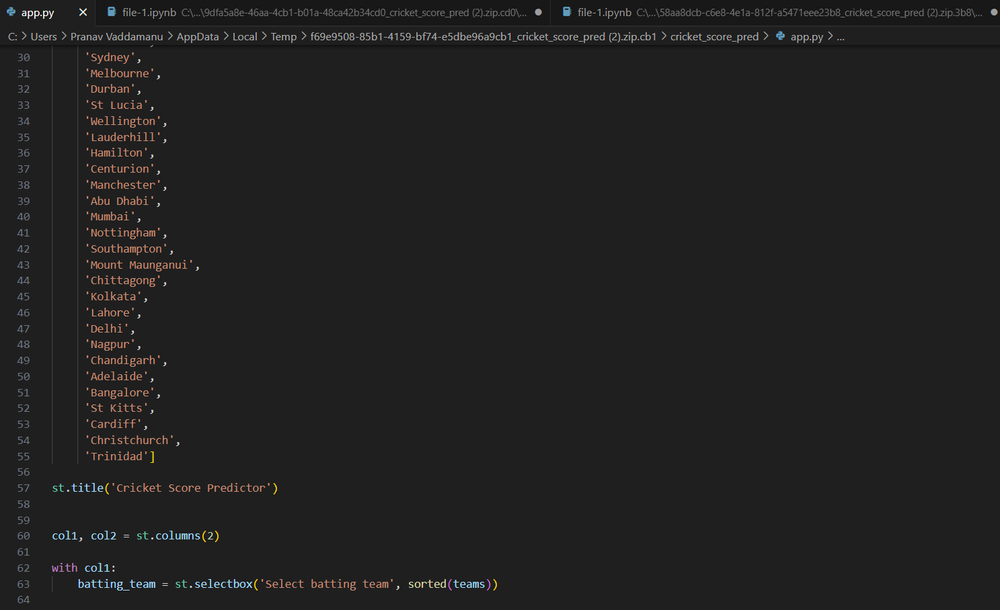 app.py
file-1.ipynb C:\...\9dfa5a8e-46aa-4cb1-b01a-48ca42b34cd0_cricket_score_pred (2).zip.cd0\...
file-1.ipynb C:\...\58aa8dcb-c6e8-4e1a-812f-a5471eee23b8_cricket_score_pred (2).zip.3b8\...
C: > Users > Pranav Vaddamanu > AppData > Local > Temp > f69e9508-85b1-4159-bf74-e5dbe96a9cb1_cricket_score_pred (2).zip.cb1 > cricket_score_pred > app.py > ...
30 'Sydney',
31 'Melbourne',
32 'Durban',
33 'St Lucia',
34 'Wellington',
35 'Lauderhill',
36 'Hamilton',
37 'Centurion',
38 'Manchester',
39 'Abu Dhabi',
40 'Mumbai',
41 'Nottingham',
42 'Southampton',
43 'Mount Maunganui',
44 'Chittagong',
45 'Kolkata',
46 'Lahore',
47 'Delhi',
48 'Nagpur',
49 'Chandigarh',
50 'Adelaide',
51 'Bangalore',
52 'St Kitts',
53 'Cardiff',
54 'Christchurch',
55 'Trinidad']
56
57 st.title('Cricket Score Predictor')
58
59
60 col1, col2 = st.columns(2)
61
62 with col1:
63 batting_team = st.selectbox('Select batting team', sorted(teams))
64